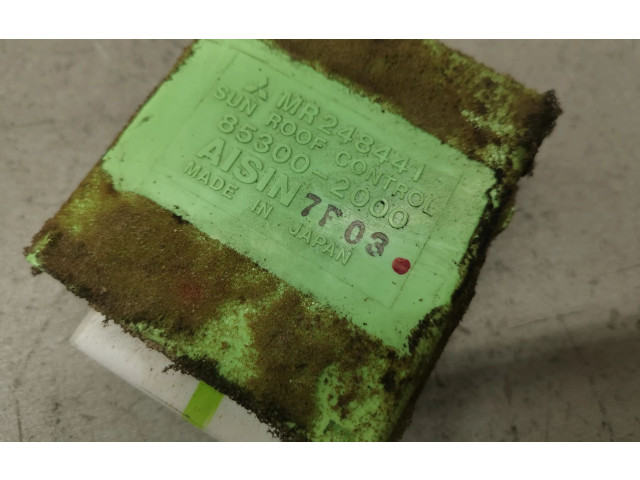 MR248441
SUN ROOF CONTROL
85300-2000
AISIN 7F03
MADE IN JAPAN